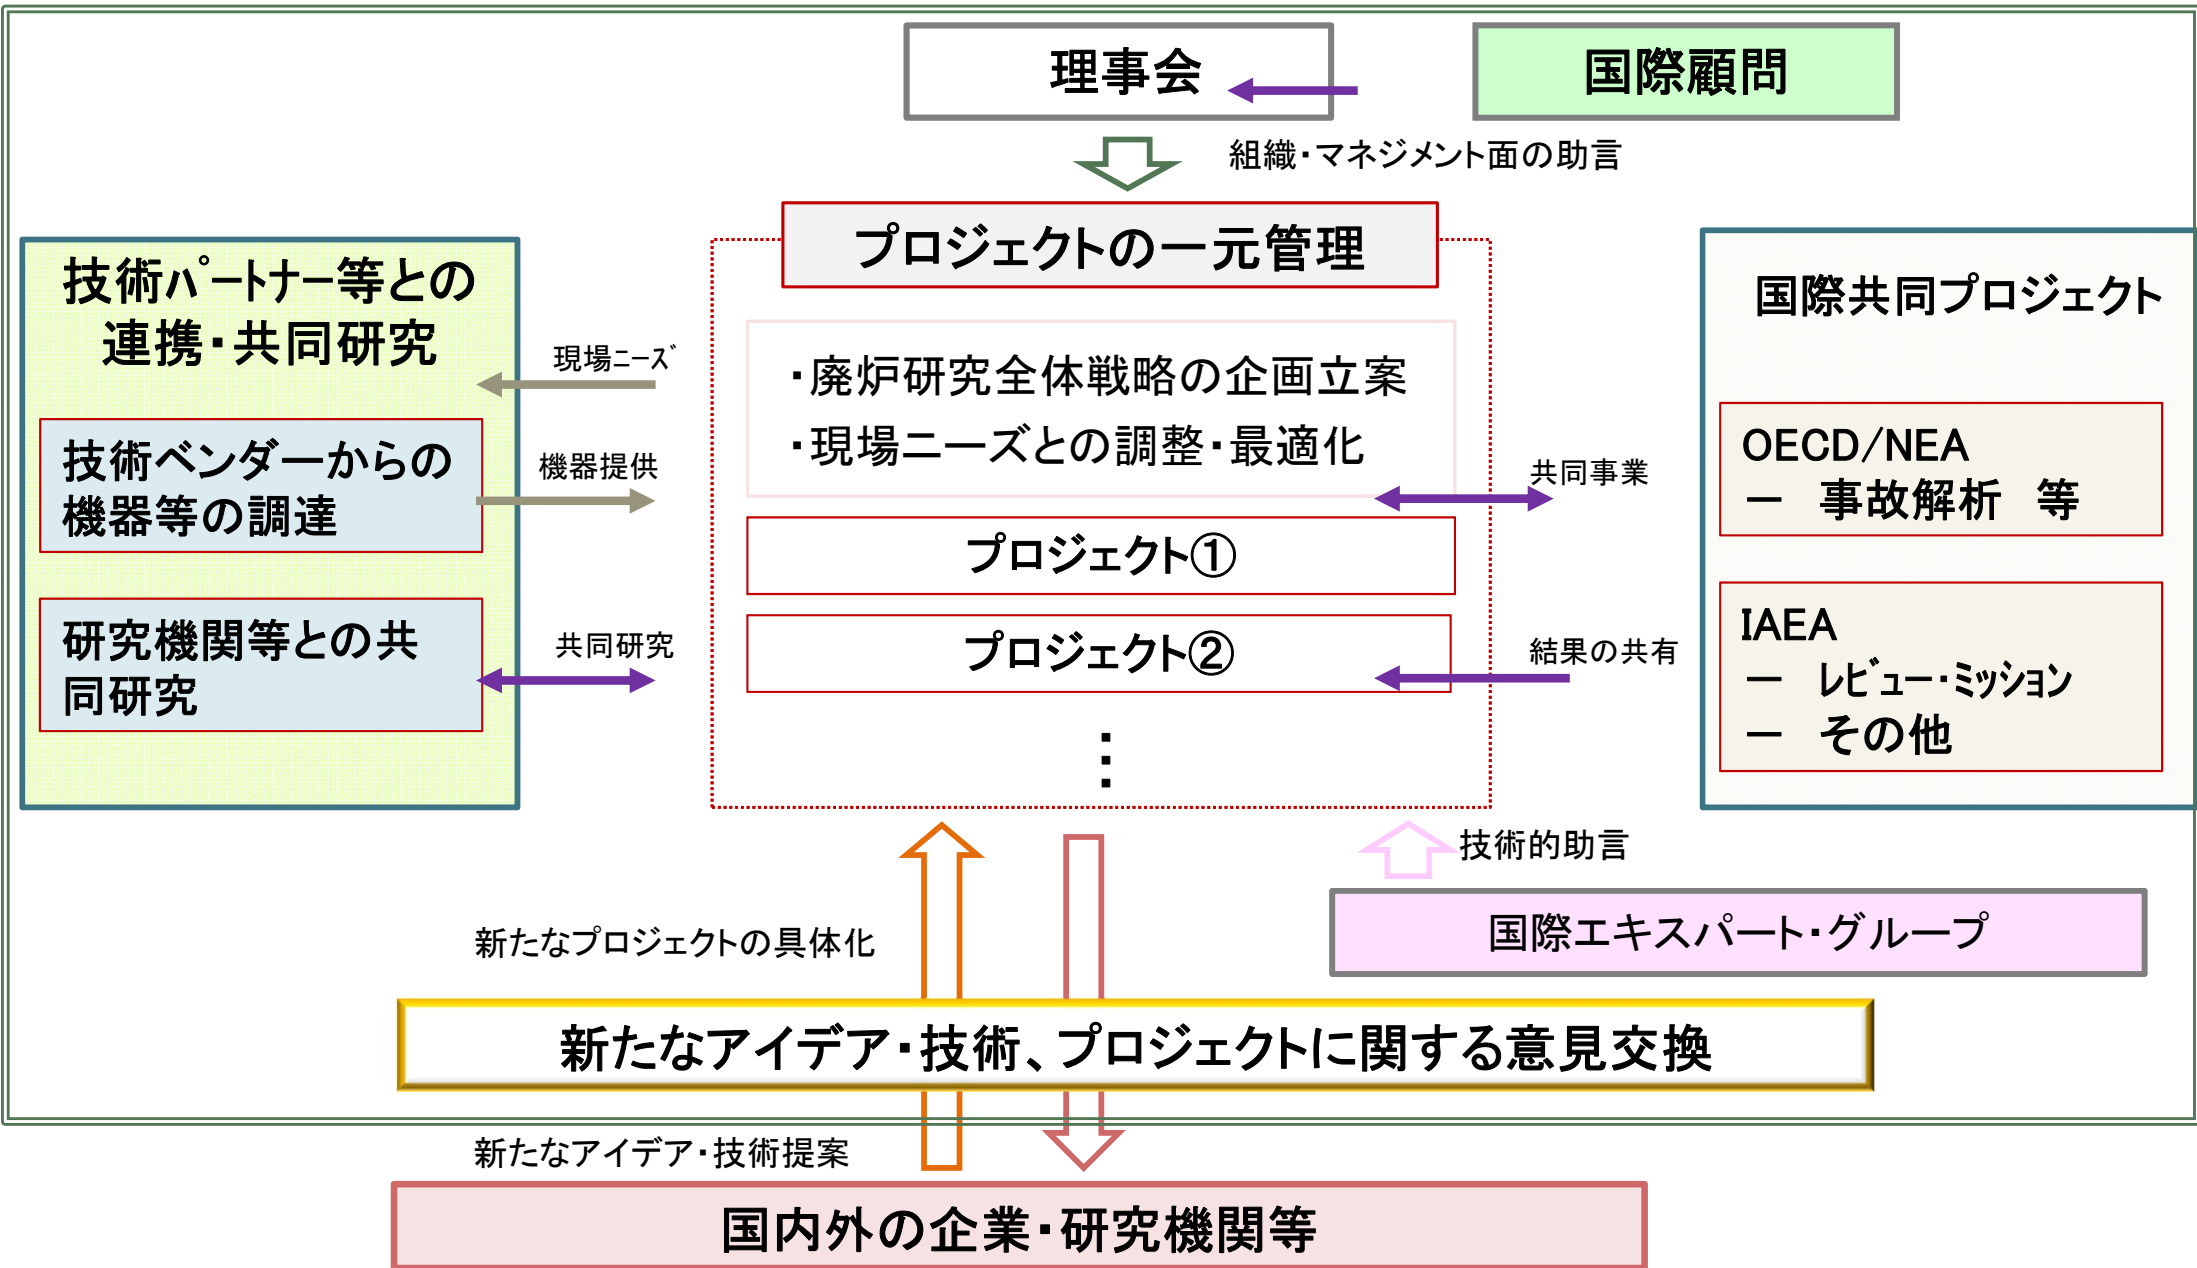 理事会
国際顧問
組織・マネジメント面の助言
プロジェクトの一元管理
技術パートナー等との
連携・共同研究
現場ニーズ
技術ベンダーからの
機器等の調達
機器提供
研究機関等との共
同研究
共同研究
・廃炉研究全体戦略の企画立案
・現場ニーズとの調整・最適化
プロジェクト①
プロジェクト②
⋮
共同事業
結果の共有
国際共同プロジェクト
OECD/NEA
－ 事故解析 等
IAEA
－ レビュー・ミッション
－ その他
技術的助言
国際エキスパート・グループ
新たなプロジェクトの具体化
新たなアイデア・技術、プロジェクトに関する意見交換
新たなアイデア・技術提案
国内外の企業・研究機関等